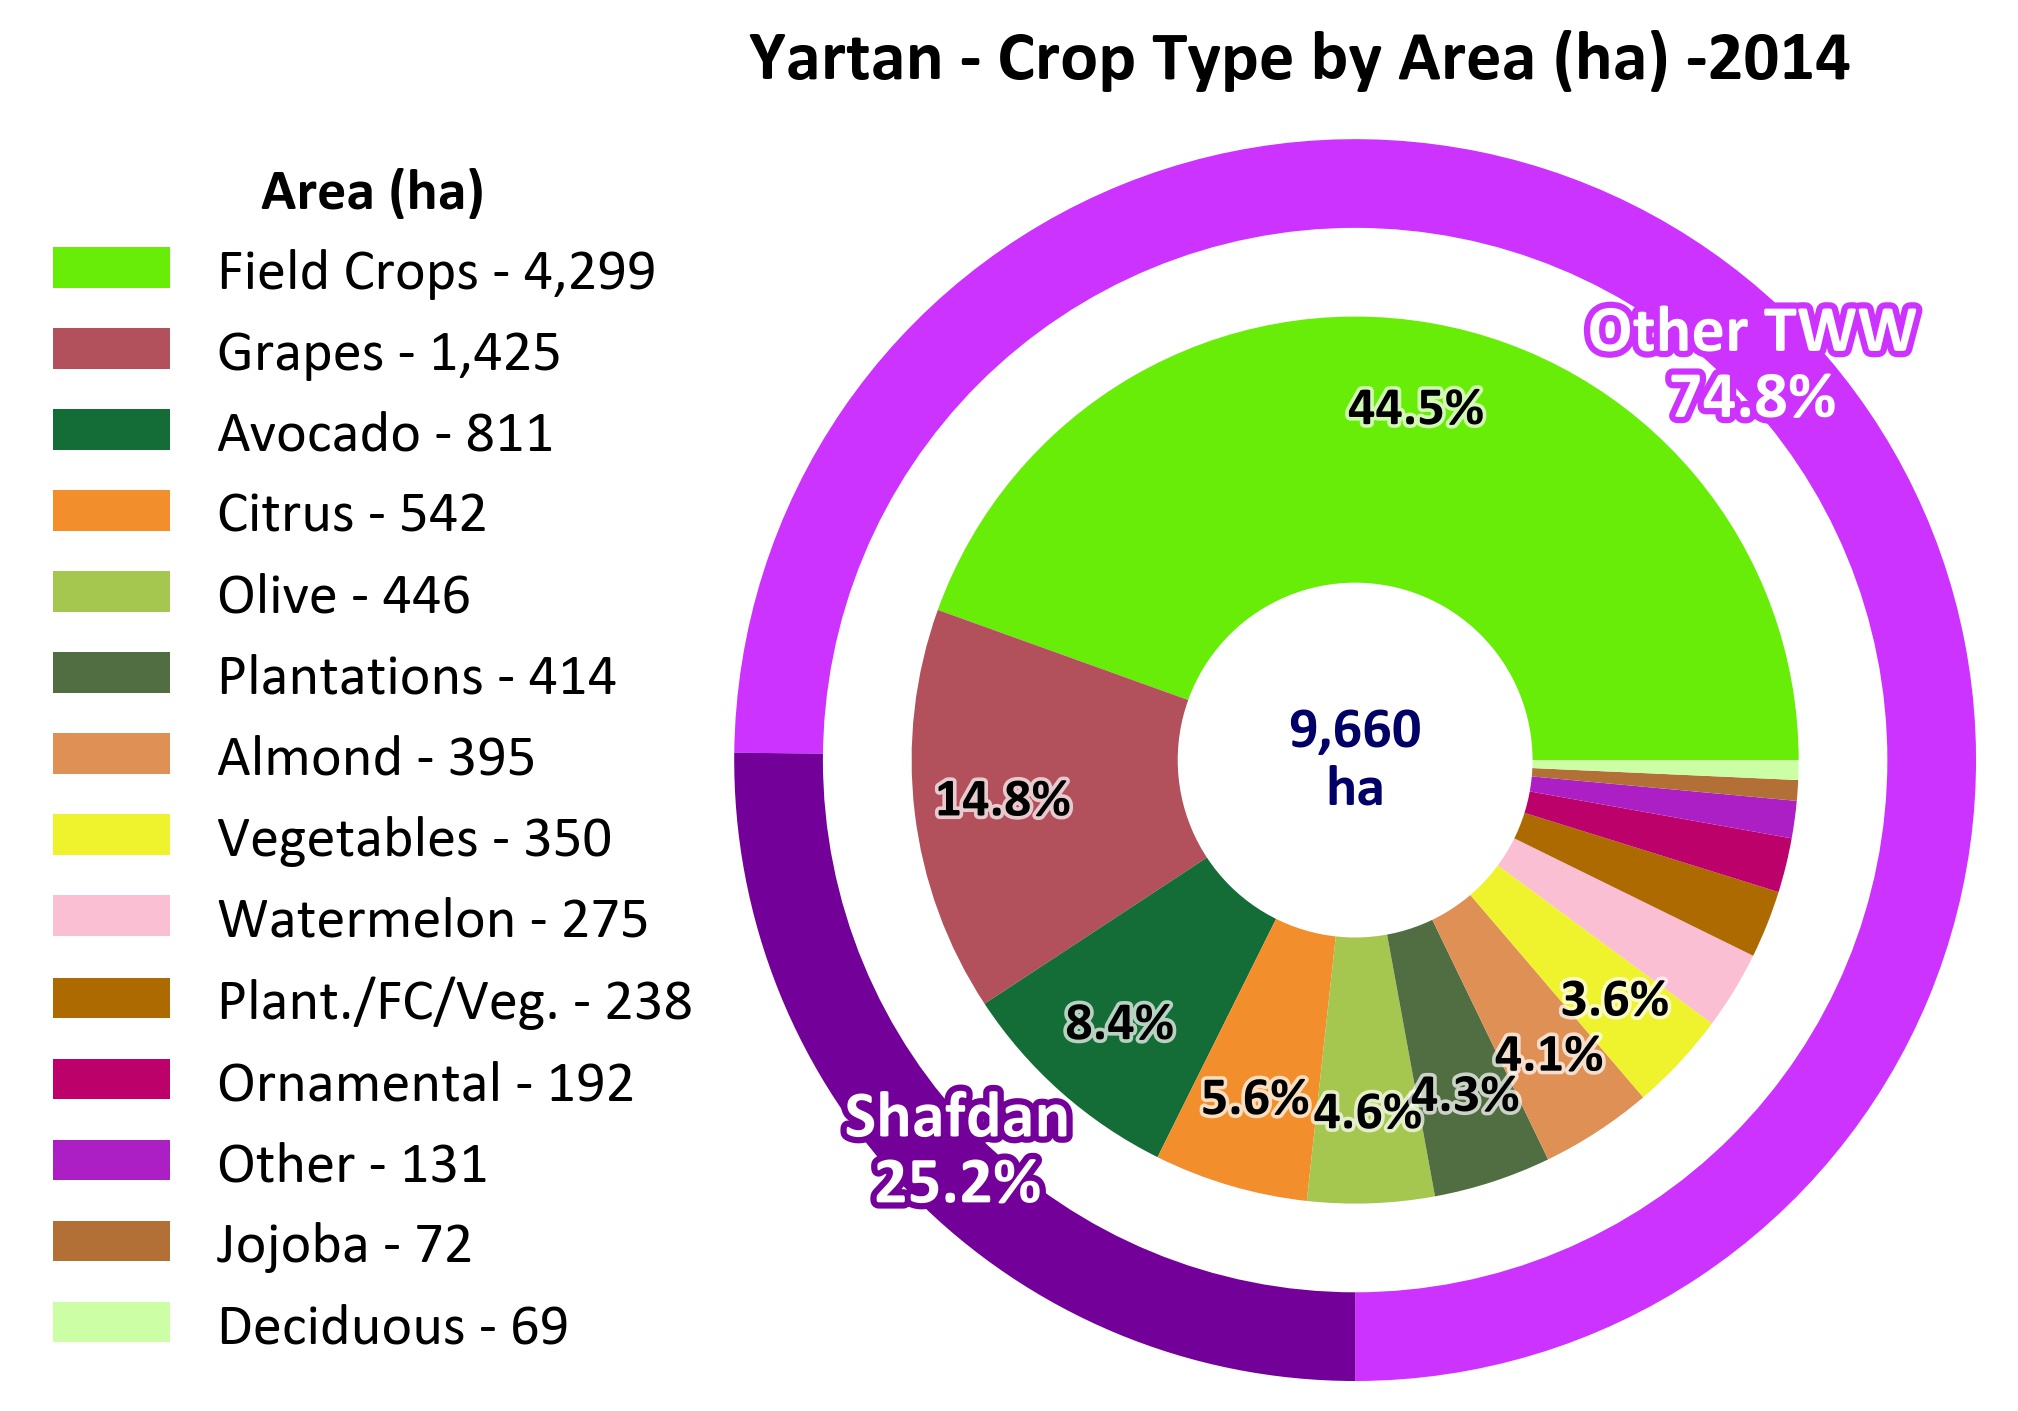 Yartan - Crop Type by Area (ha) -2014
Area (ha)
Field Crops - 4,299
Grapes - 1,425
Avocado - 811
Citrus - 542
Olive - 446
Plantations - 414
Almond - 395
Vegetables - 350
Watermelon - 275
Plant./FC/Veg. - 238
Ornamental - 192
Other - 131
Jojoba - 72
Deciduous - 69
Other TWW
74.8%
44.5%
9,660
ha
14.8%
8.4%
5.6%
4.6%
4.3%
4.1%
3.6%
Shafdan
25.2%